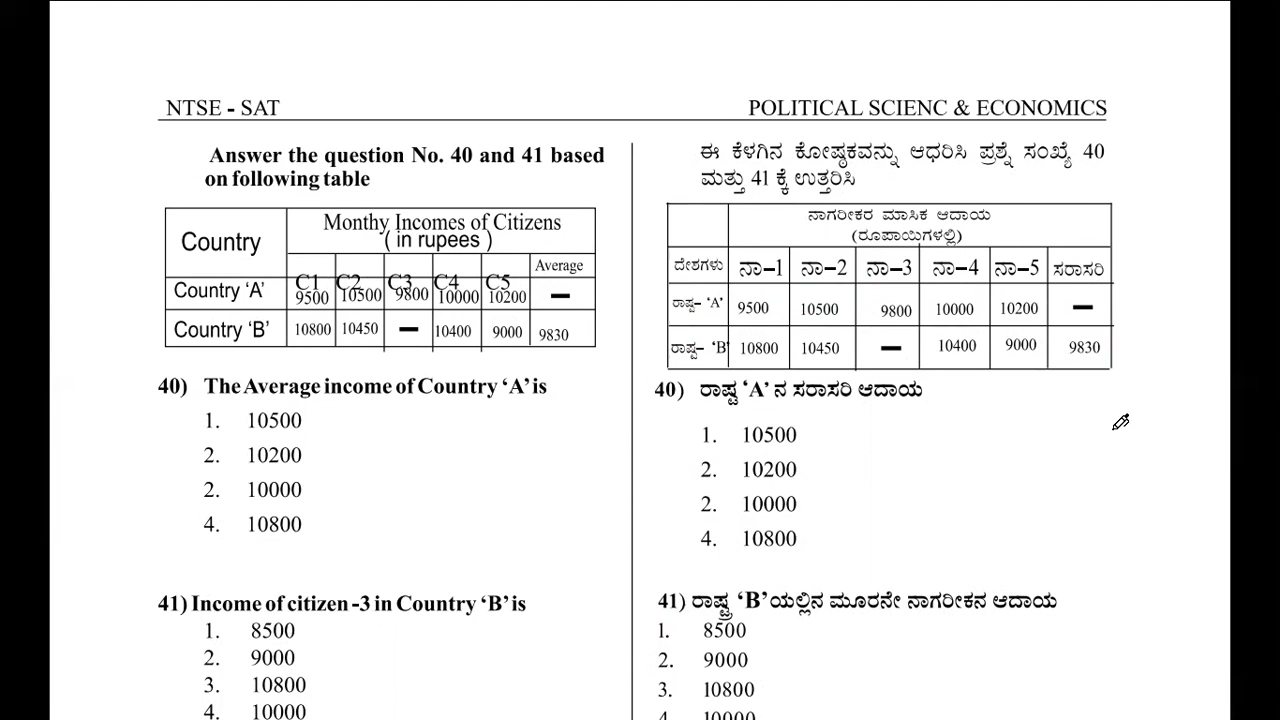 NTSE - SAT
POLITICAL SCIENC & ECONOMICS
Answer the question No. 40 and 41 based
on following table
Monthy Incomes of Citizens
( in rupees )
Country
Average
C1 C2 C3 C4 C5
Country ‘A’ 9500 10500 9800 10000 10200 –
Country ‘B’ 10800 10450 – 10400 9000 9830
40) The Average income of Country ‘A’ is
1. 10500
2. 10200
2. 10000
4. 10800
41) Income of citizen -3 in Country ‘B’ is
1. 8500
2. 9000
3. 10800
4. 10000
ಈ ಕೆಳಗಿನ ಕೋಷ್ಠಕವನ್ನು ಆಧರಿಸಿ ಪ್ರಶ್ನೆ ಸಂಖ್ಯೆ 40
ಮತ್ತು 41 ಕ್ಕೆ ಉತ್ತರಿಸಿ
ನಾಗರೀಕರ ಮಾಸಿಕ ಆದಾಯ
(ರೂಪಾಯಿಗಳಲ್ಲಿ)
ದೇಶಗಳು ನಾ–1 ನಾ–2 ನಾ–3 ನಾ–4 ನಾ–5 ಸರಾಸರಿ
ರಾಷ್ಟ್ರ– ‘A’ 9500 10500 9800 10000 10200 –
ರಾಷ್ಟ್ರ– ‘B’ 10800 10450 – 10400 9000 9830
40) ರಾಷ್ಟ್ರ ‘A’ ನ ಸರಾಸರಿ ಆದಾಯ
1. 10500
2. 10200
2. 10000
4. 10800
41) ರಾಷ್ಟ್ರ ‘B’ ಯಲ್ಲಿನ ಮೂರನೇ ನಾಗರೀಕನ ಆದಾಯ
1. 8500
2. 9000
3. 10800
4. 10000